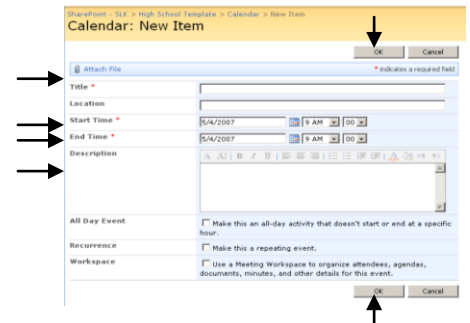 SharePoint - SLK > High School Template > Calendar > New Item
Calendar: New Item
OK Cancel
Attach File * indicates a required field
Title *
Location
Start Time * 5/4/2007 9 AM 00
End Time * 5/4/2007 9 AM 00
Description
A A I B I U
All Day Event Make this an all-day activity that doesn't start or end at a specific
hour.
Recurrence Make this a repeating event.
Workspace Use a Meeting Workspace to organize attendees, agendas,
documents, minutes, and other details for this event.
OK Cancel